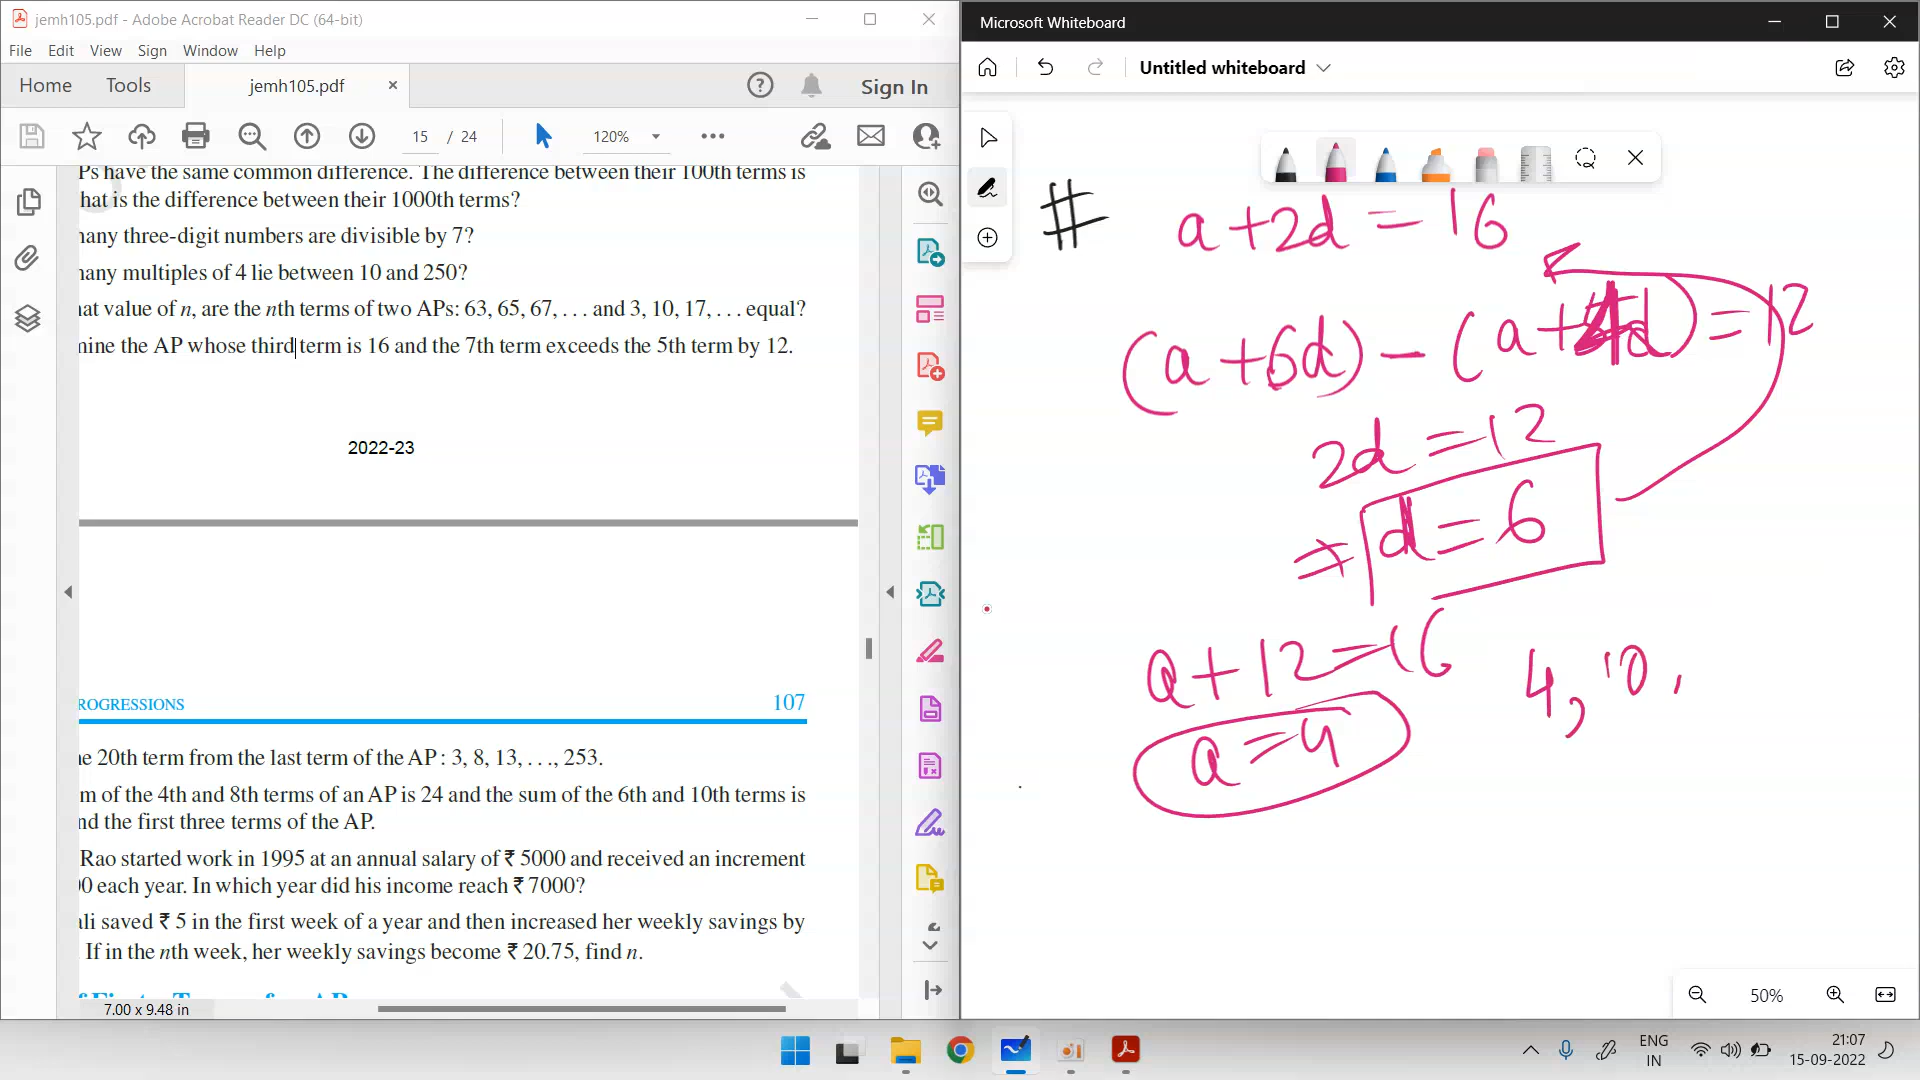 jemh105.pdf - Adobe Acrobat Reader DC (64-bit)
File Edit View Sign Window Help
Home Tools jemh105.pdf × Sign In
15 / 24 120%
Ps have the same common difference. The difference between their 100th terms is
hat is the difference between their 1000th terms?
many three-digit numbers are divisible by 7?
many multiples of 4 lie between 10 and 250?
hat value of n, are the nth terms of two APs: 63, 65, 67, . . . and 3, 10, 17, . . . equal?
mine the AP whose third term is 16 and the 7th term exceeds the 5th term by 12.
2022-23
ROGRESSIONS 107
he 20th term from the last term of the AP : 3, 8, 13, . . ., 253.
m of the 4th and 8th terms of an AP is 24 and the sum of the 6th and 10th terms is
nd the first three terms of the AP.
Rao started work in 1995 at an annual salary of ₹ 5000 and received an increment
00 each year. In which year did his income reach ₹ 7000?
ali saved ₹ 5 in the first week of a year and then increased her weekly savings by
. If in the nth week, her weekly savings become ₹ 20.75, find n.
7.00 x 9.48 in
Microsoft Whiteboard
Untitled whiteboard
# a+2d = 16
(a+6d) - (a+4d) = 12
2d = 12
⇒ d = 6
a+12=16
a=4
4, 10,
50%
ENG
IN
21:07
15-09-2022